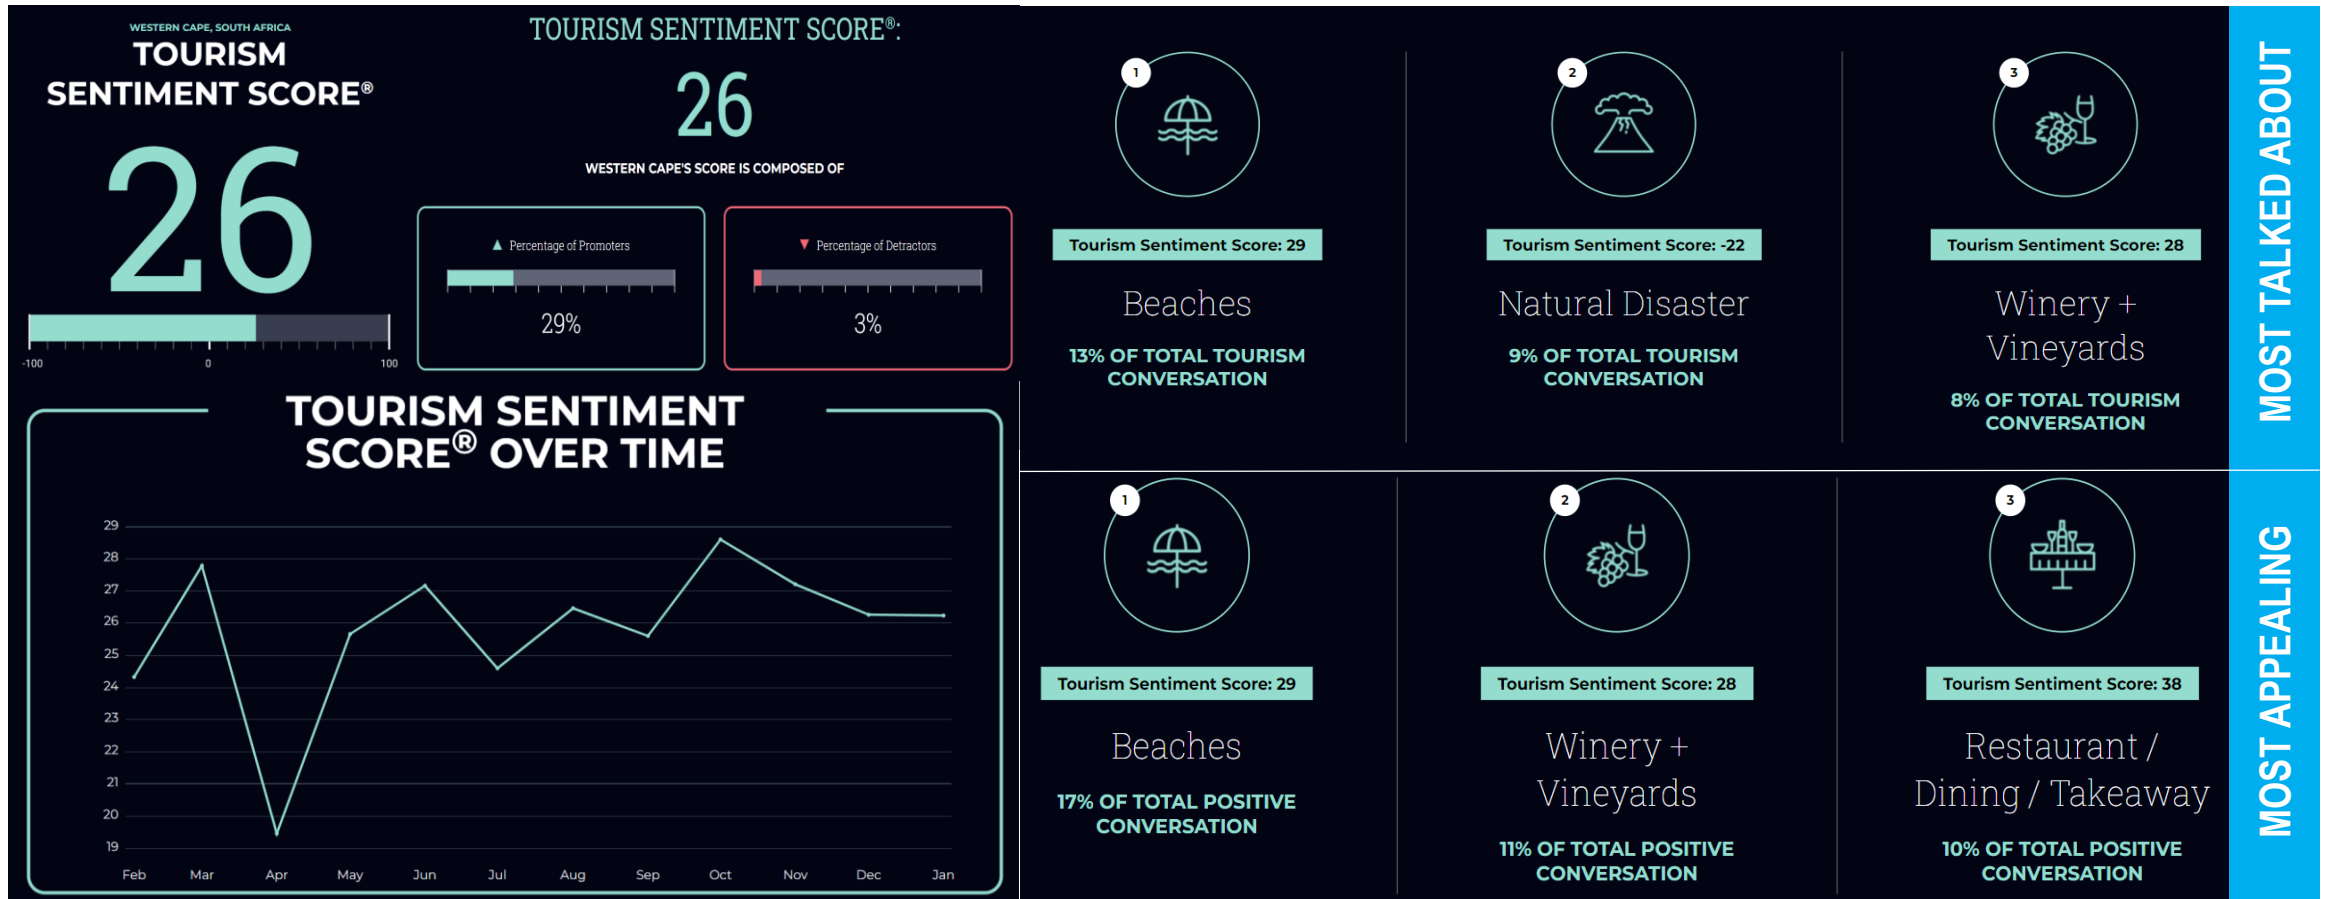 WESTERN CAPE, SOUTH AFRICA
TOURISM
SENTIMENT SCORE®
26
-100
0
100
TOURISM SENTIMENT SCORE®:
26
WESTERN CAPE'S SCORE IS COMPOSED OF
▲ Percentage of Promoters
29%
▼ Percentage of Detractors
3%
TOURISM SENTIMENT
SCORE® OVER TIME
29
28
27
26
25
24
23
22
21
20
19
Feb Mar Apr May Jun Jul Aug Sep Oct Nov Dec Jan
1
Tourism Sentiment Score: 29
Beaches
13% OF TOTAL TOURISM
CONVERSATION
2
Tourism Sentiment Score: -22
Natural Disaster
9% OF TOTAL TOURISM
CONVERSATION
3
Tourism Sentiment Score: 28
Winery +
Vineyards
8% OF TOTAL TOURISM
CONVERSATION
MOST TALKED ABOUT
1
Tourism Sentiment Score: 29
Beaches
17% OF TOTAL POSITIVE
CONVERSATION
2
Tourism Sentiment Score: 28
Winery +
Vineyards
11% OF TOTAL POSITIVE
CONVERSATION
3
Tourism Sentiment Score: 38
Restaurant /
Dining / Takeaway
10% OF TOTAL POSITIVE
CONVERSATION
MOST APPEALING